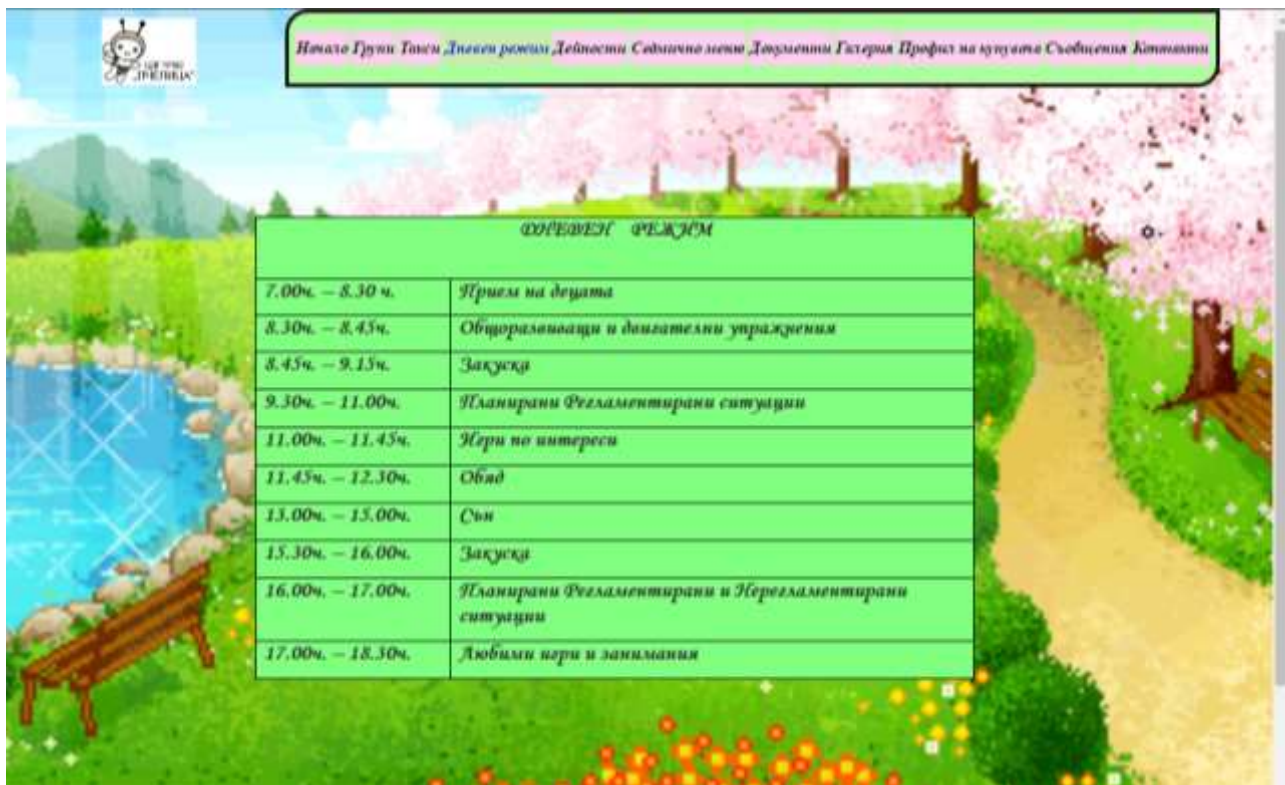 "ПЧЕЛИЦА"
Начало Групи Такси Дневен режим Дейности Седмично меню Документи Галерия Профил на купувача Съобщения Контакти
ДНЕВЕН РЕЖИМ
7.00ч. – 8.30 ч. Прием на децата
8.30ч. – 8.45ч. Общоразвиващи и двигателни упражнения
8.45ч. – 9.15ч. Закуска
9.30ч. – 11.00ч. Планирани Регламентирани ситуации
11.00ч. – 11.45ч. Игри по интереси
11.45ч. – 12.30ч. Обяд
13.00ч. – 15.00ч. Сън
15.30ч. – 16.00ч. Закуска
16.00ч. – 17.00ч. Планирани Регламентирани и Нерегламентирани
ситуации
17.00ч. – 18.30ч. Любими игри и занимания